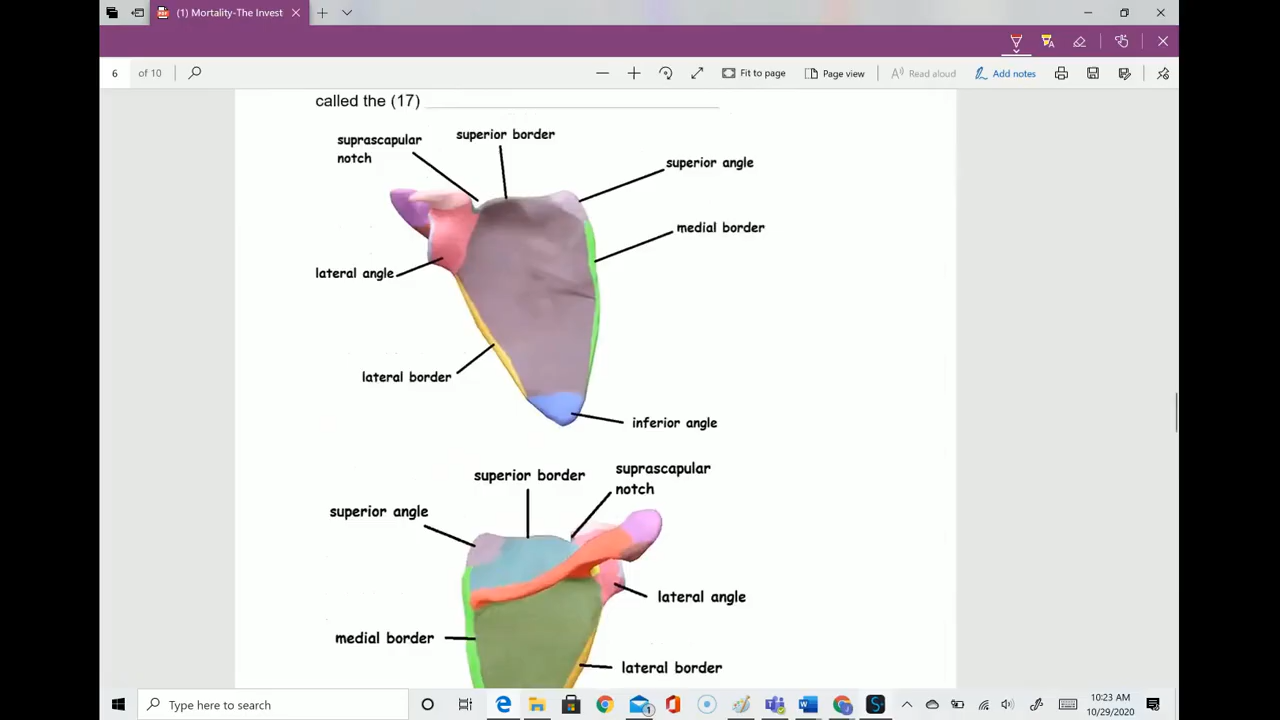 (1) Mortality-The Invest
6 of 10
Fit to page
Page view
Read aloud
Add notes
called the (17)
suprascapular
notch
superior border
superior angle
medial border
lateral angle
lateral border
inferior angle
superior border
suprascapular
notch
superior angle
lateral angle
medial border
lateral border
Type here to search
10:23 AM
10/29/2020